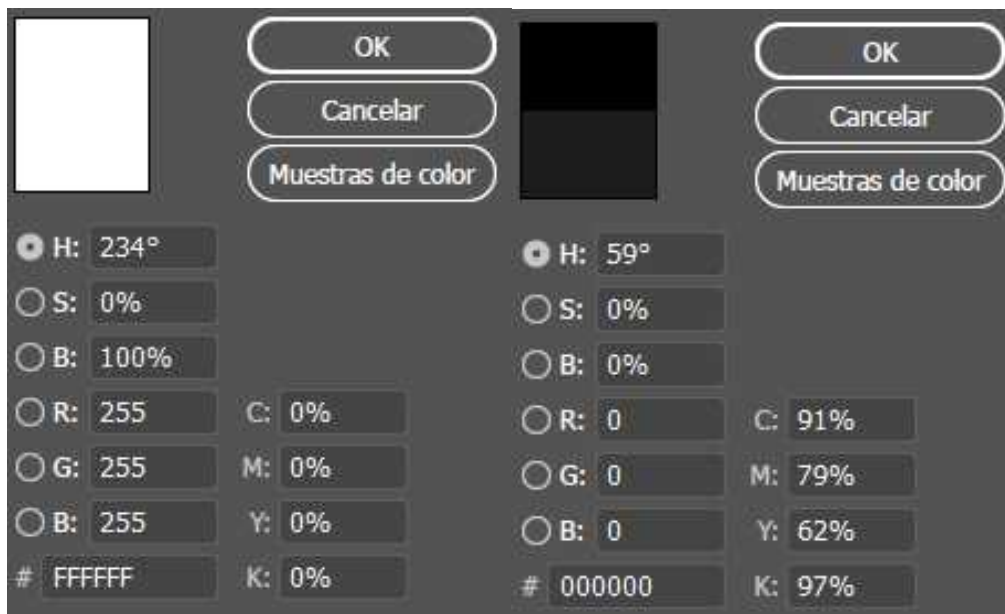 OK
Cancelar
Muestras de color
H: 234°
S: 0%
B: 100%
R: 255 C: 0%
G: 255 M: 0%
B: 255 Y: 0%
# FFFFFF K: 0%
OK
Cancelar
Muestras de color
H: 59°
S: 0%
B: 0%
R: 0 C: 91%
G: 0 M: 79%
B: 0 Y: 62%
# 000000 K: 97%